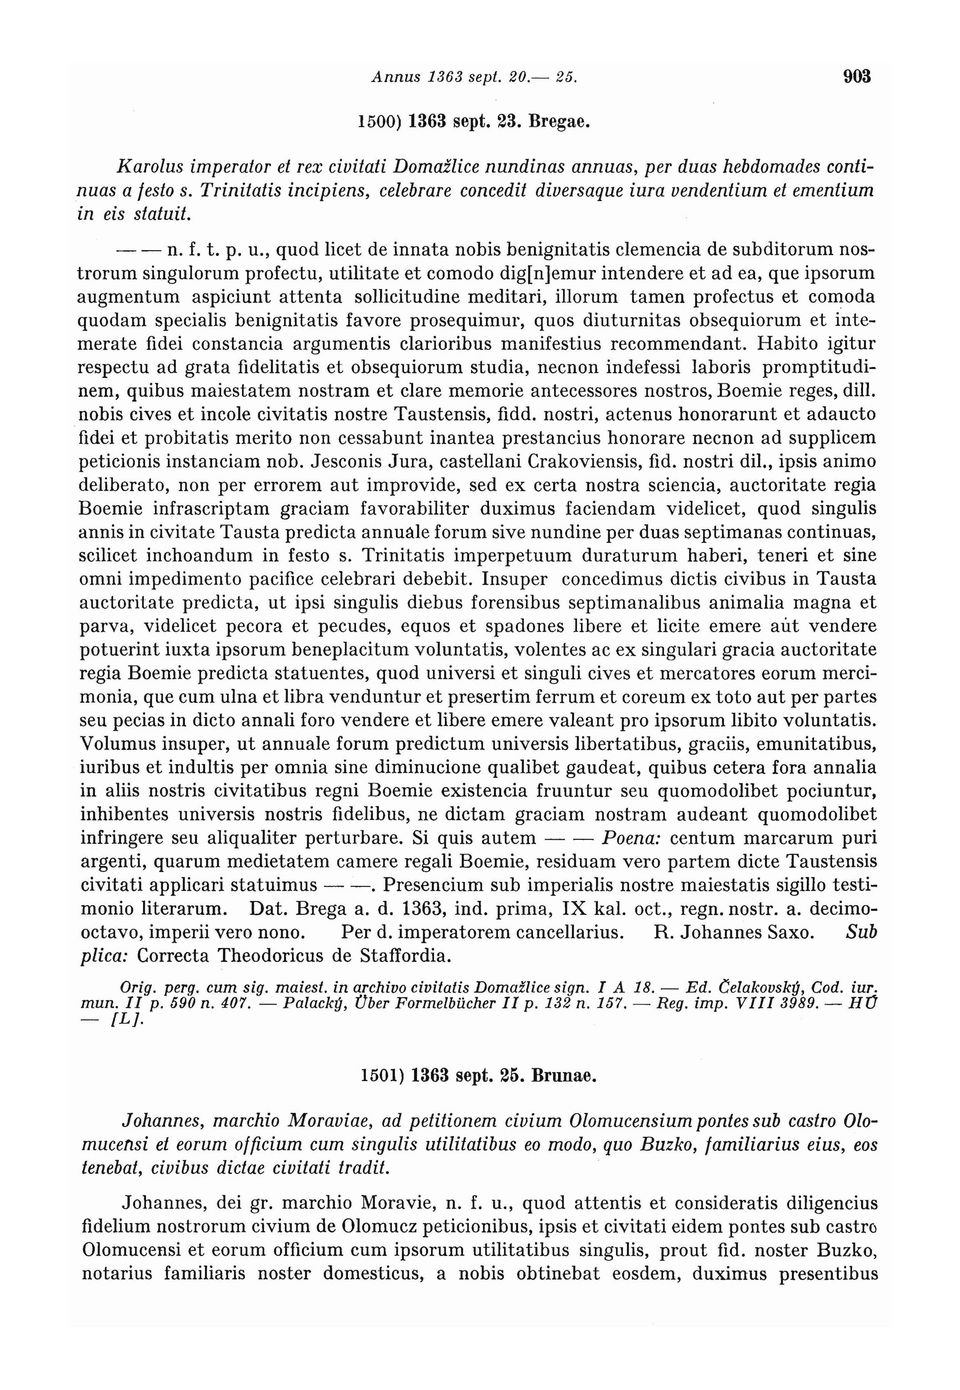 Annus 1363 sept. 20.— 25. 903
1500) 1363 sept. 23. Bregae.
Karolus imperator et rex civitati Domažlice nundinas annuas, per duas hebdomades conti-
nuas a festo s. Trinitatis incipiens, celebrare concedit diversaque iura vendentium et ementium
in eis statuit.
— — n. f. t. p. u., quod licet de innata nobis benignitatis clemencia de subditorum nos-
trorum singulorum profectu, utilitate et comodo dig[n]emur intendere et ad ea, que ipsorum
augmentum aspiciunt attenta sollicitudine meditari, illorum tamen profectus et comoda
quodam specialis benignitatis favore prosequimur, quos diuturnitas obsequiorum et inte-
merate fidei constancia argumentis clarioribus manifestius recommendant. Habito igitur
respectu ad grata fidelitatis et obsequiorum studia, necnon indefessi laboris promptitudi-
nem, quibus maiestatem nostram et clare memorie antecessores nostros, Boemie reges, dill.
nobis cives et incole civitatis nostre Taustensis, fidd. nostri, actenus honorarunt et adaucto
fidei et probitatis merito non cessabunt inantea prestancius honorare necnon ad supplicem
peticionis instanciam nob. Jesconis Jura, castellani Crakoviensis, fid. nostri dil., ipsis animo
deliberato, non per errorem aut improvide, sed ex certa nostra sciencia, auctoritate regia
Boemie infrascriptam graciam favorabiliter duximus faciendam videlicet, quod singulis
annis in civitate Tausta predicta annuale forum sive nundine per duas septimanas continuas,
scilicet inchoandum in festo s. Trinitatis imperpetuum duraturum haberi, teneri et sine
omni impedimento pacifice celebrari debebit. Insuper concedimus dictis civibus in Tausta
auctoritate predicta, ut ipsi singulis diebus forensibus septimanalibus animalia magna et
parva, videlicet pecora et pecudes, equos et spadones libere et licite emere aut vendere
potuerint iuxta ipsorum beneplacitum voluntatis, volentes ac ex singulari gracia auctoritate
regia Boemie predicta statuentes, quod universi et singuli cives et mercatores eorum merci-
monia, que cum ulna et libra venduntur et presertim ferrum et coreum ex toto aut per partes
seu pecias in dicto annali foro vendere et libere emere valeant pro ipsorum libito voluntatis.
Volumus insuper, ut annuale forum predictum universis libertatibus, graciis, emunitatibus,
iuribus et indultis per omnia sine diminucione qualibet gaudeat, quibus cetera fora annalia
in aliis nostris civitatibus regni Boemie existencia fruuntur seu quomodolibet pociuntur,
inhibentes universis nostris fidelibus, ne dictam graciam nostram audeant quomodolibet
infringere seu aliqualiter perturbare. Si quis autem — — Poena: centum marcarum puri
argenti, quarum medietatem camere regali Boemie, residuam vero partem dicte Taustensis
civitati applicari statuimus — —. Presencium sub imperialis nostre maiestatis sigillo testi-
monio literarum. Dat. Brega a. d. 1363, ind. prima, IX kal. oct., regn. nostr. a. decimo-
octavo, imperii vero nono. Per d. imperatorem cancellarius. R. Johannes Saxo. Sub
plica: Correcta Theodoricus de Staffordia.
Orig. perg. cum sig. maiest. in archivo civitatis Domažlice sign. I A 18. — Ed. Čelakovský, Cod. iur.
mun. II p. 590 n. 407. — Palacký, Über Formelbücher II p. 132 n. 157. — Reg. imp. VIII 3989. — HÚ
— [L].
1501) 1363 sept. 25. Brunae.
Johannes, marchio Moraviae, ad petitionem civium Olomucensium pontes sub castro Olo-
mucensi et eorum officium cum singulis utilitatibus eo modo, quo Buzko, familiarius eius, eos
tenebat, civibus dictae civitati tradit.
Johannes, dei gr. marchio Moravie, n. f. u., quod attentis et consideratis diligencius
fidelium nostrorum civium de Olomucz peticionibus, ipsis et civitati eidem pontes sub castro
Olomucensi et eorum officium cum ipsorum utilitatibus singulis, prout fid. noster Buzko,
notarius familiaris noster domesticus, a nobis obtinebat eosdem, duximus presentibus